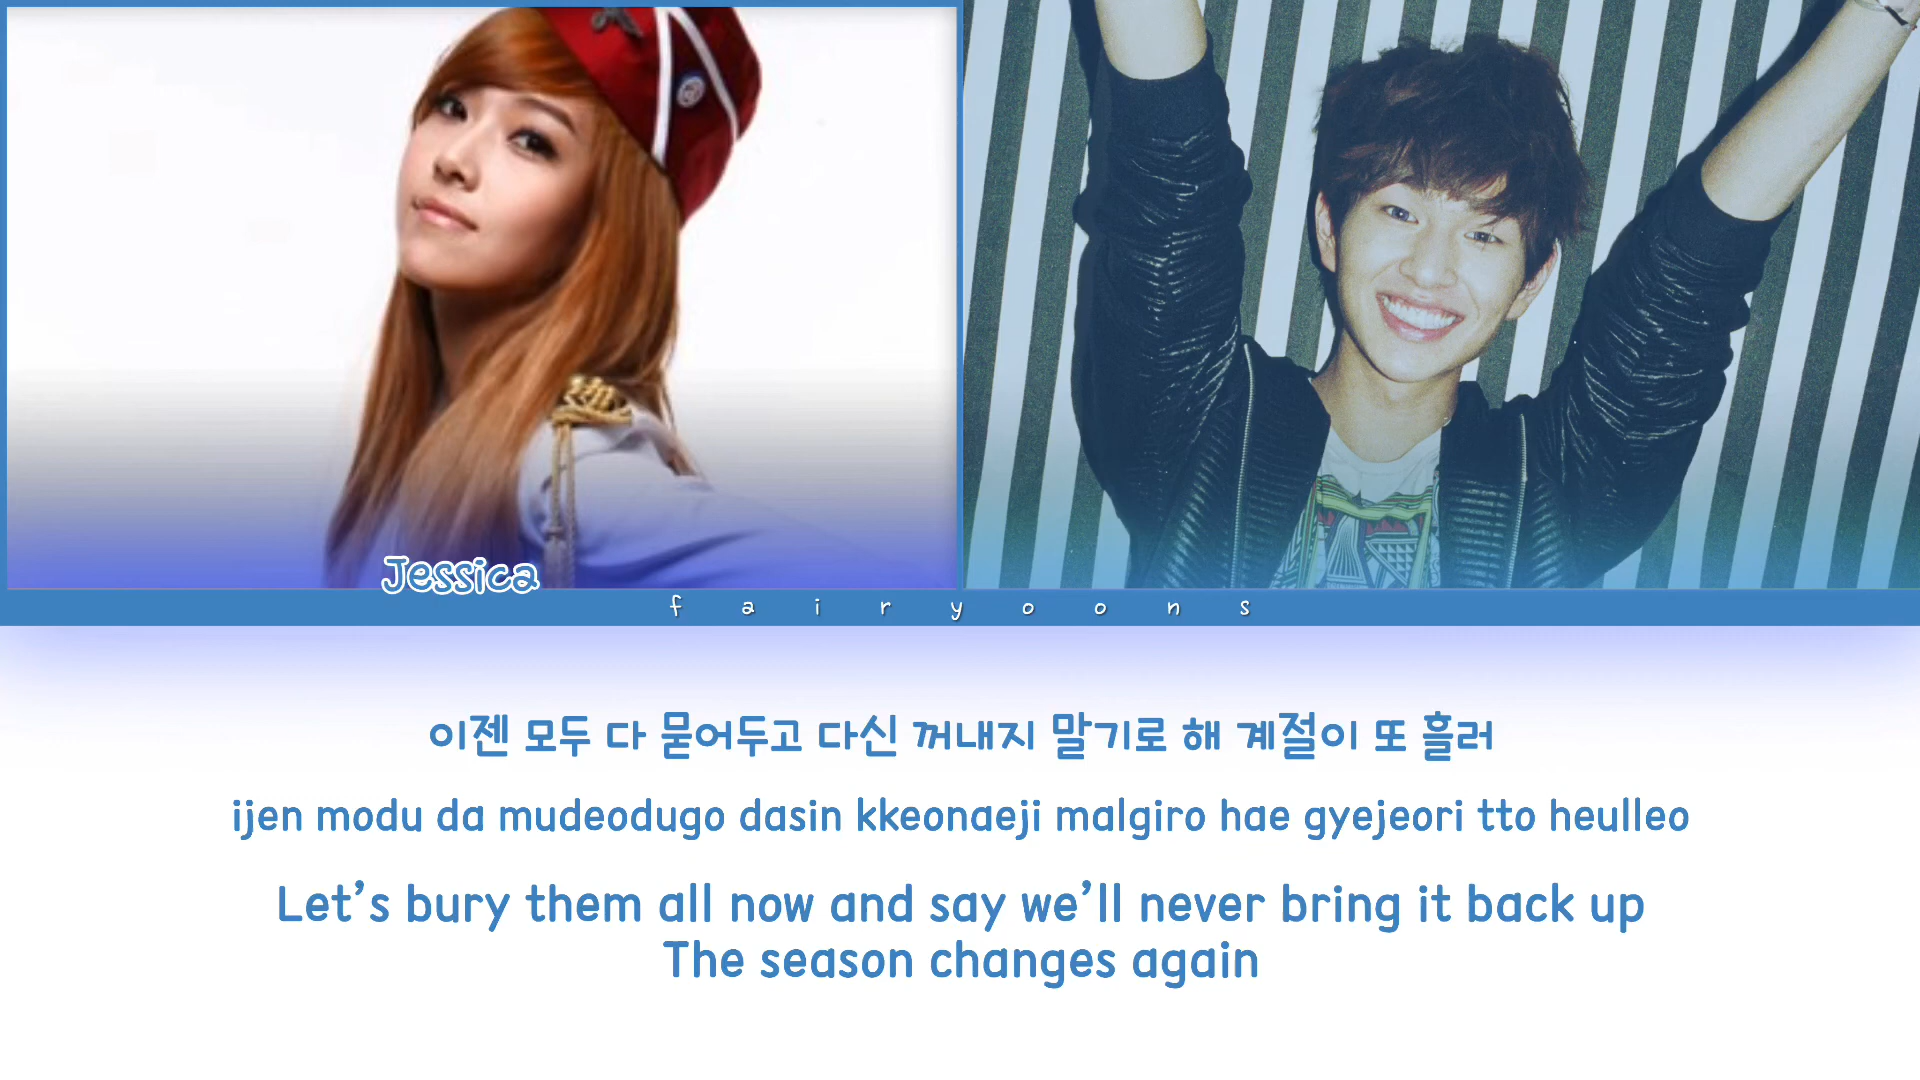 Jessica
fairyoons
이젠 모두 다 묻어두고 다신 꺼내지 말기로 해 계절이 또 흘러
ijen modu da mudeodugo dasin kkeonaeji malgiro hae gyejeori tto heulleo
Let’s bury them all now and say we’ll never bring it back up
The season changes again